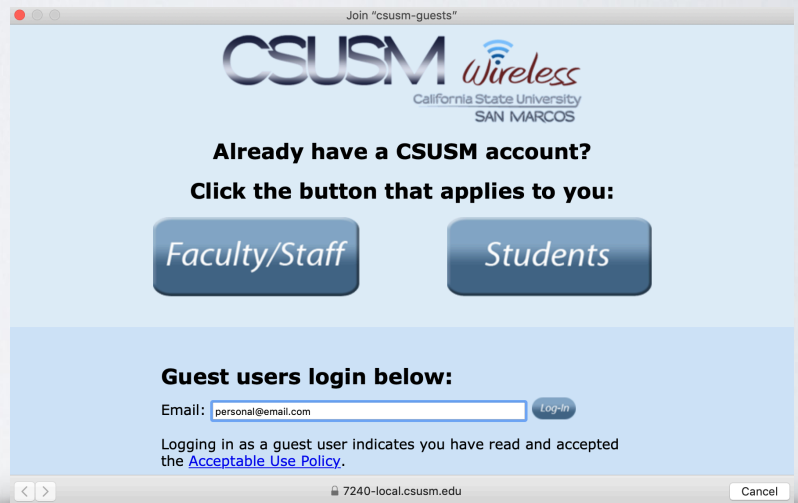 Join “csusm-guests”
CSUSM Wireless
California State University
SAN MARCOS
Already have a CSUSM account?
Click the button that applies to you:
Faculty/Staff
Students
Guest users login below:
Email: personal@email.com Log-In
Logging in as a guest user indicates you have read and accepted
the Acceptable Use Policy.
7240-local.csusm.edu
Cancel